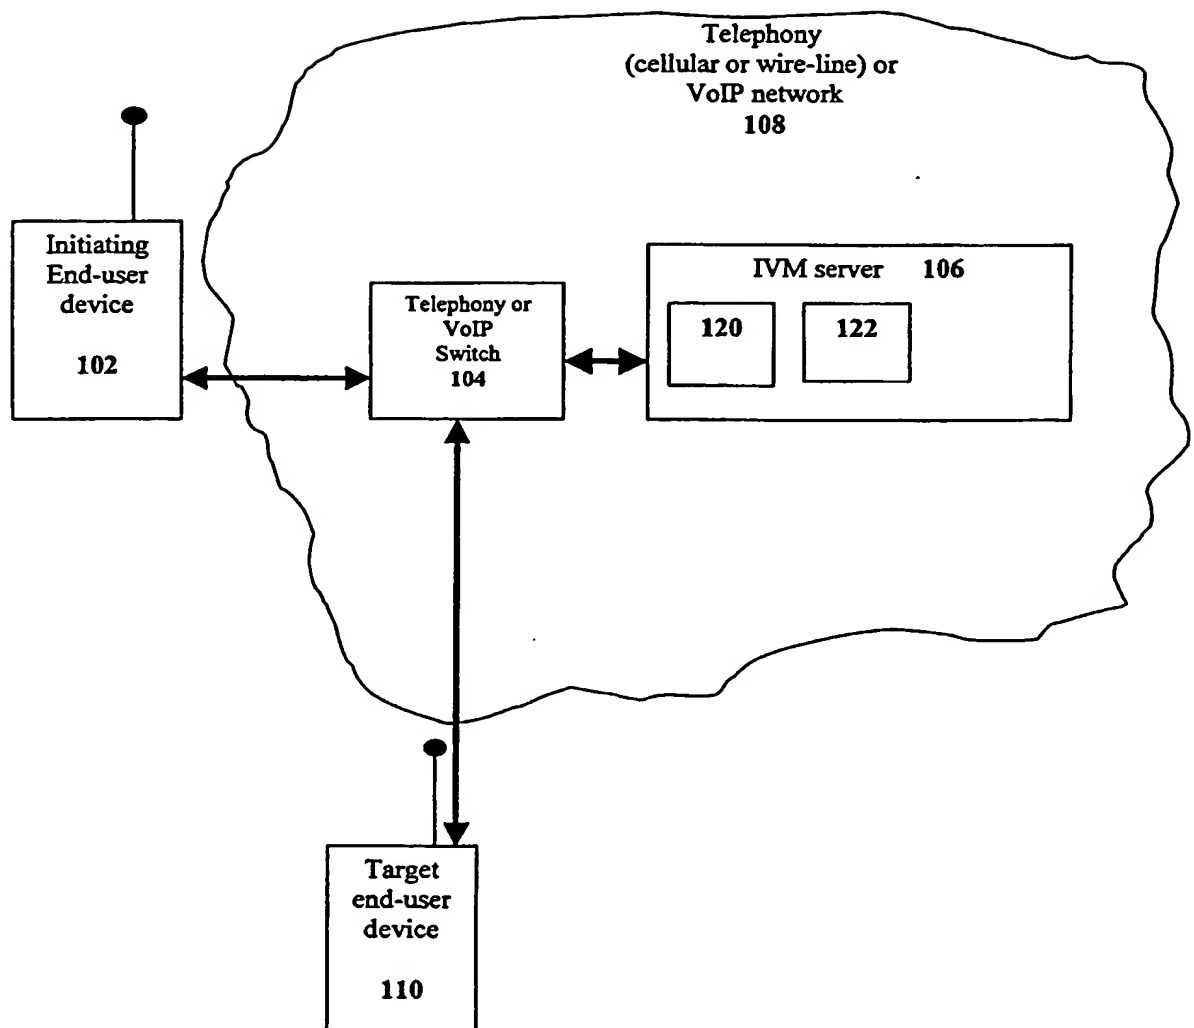 Telephony
(cellular or wire-line) or
VoIP network
108
Initiating
End-user
device
102
Telephony or
VoIP
Switch
104
IVM server 106
120 122
Target
end-user
device
110